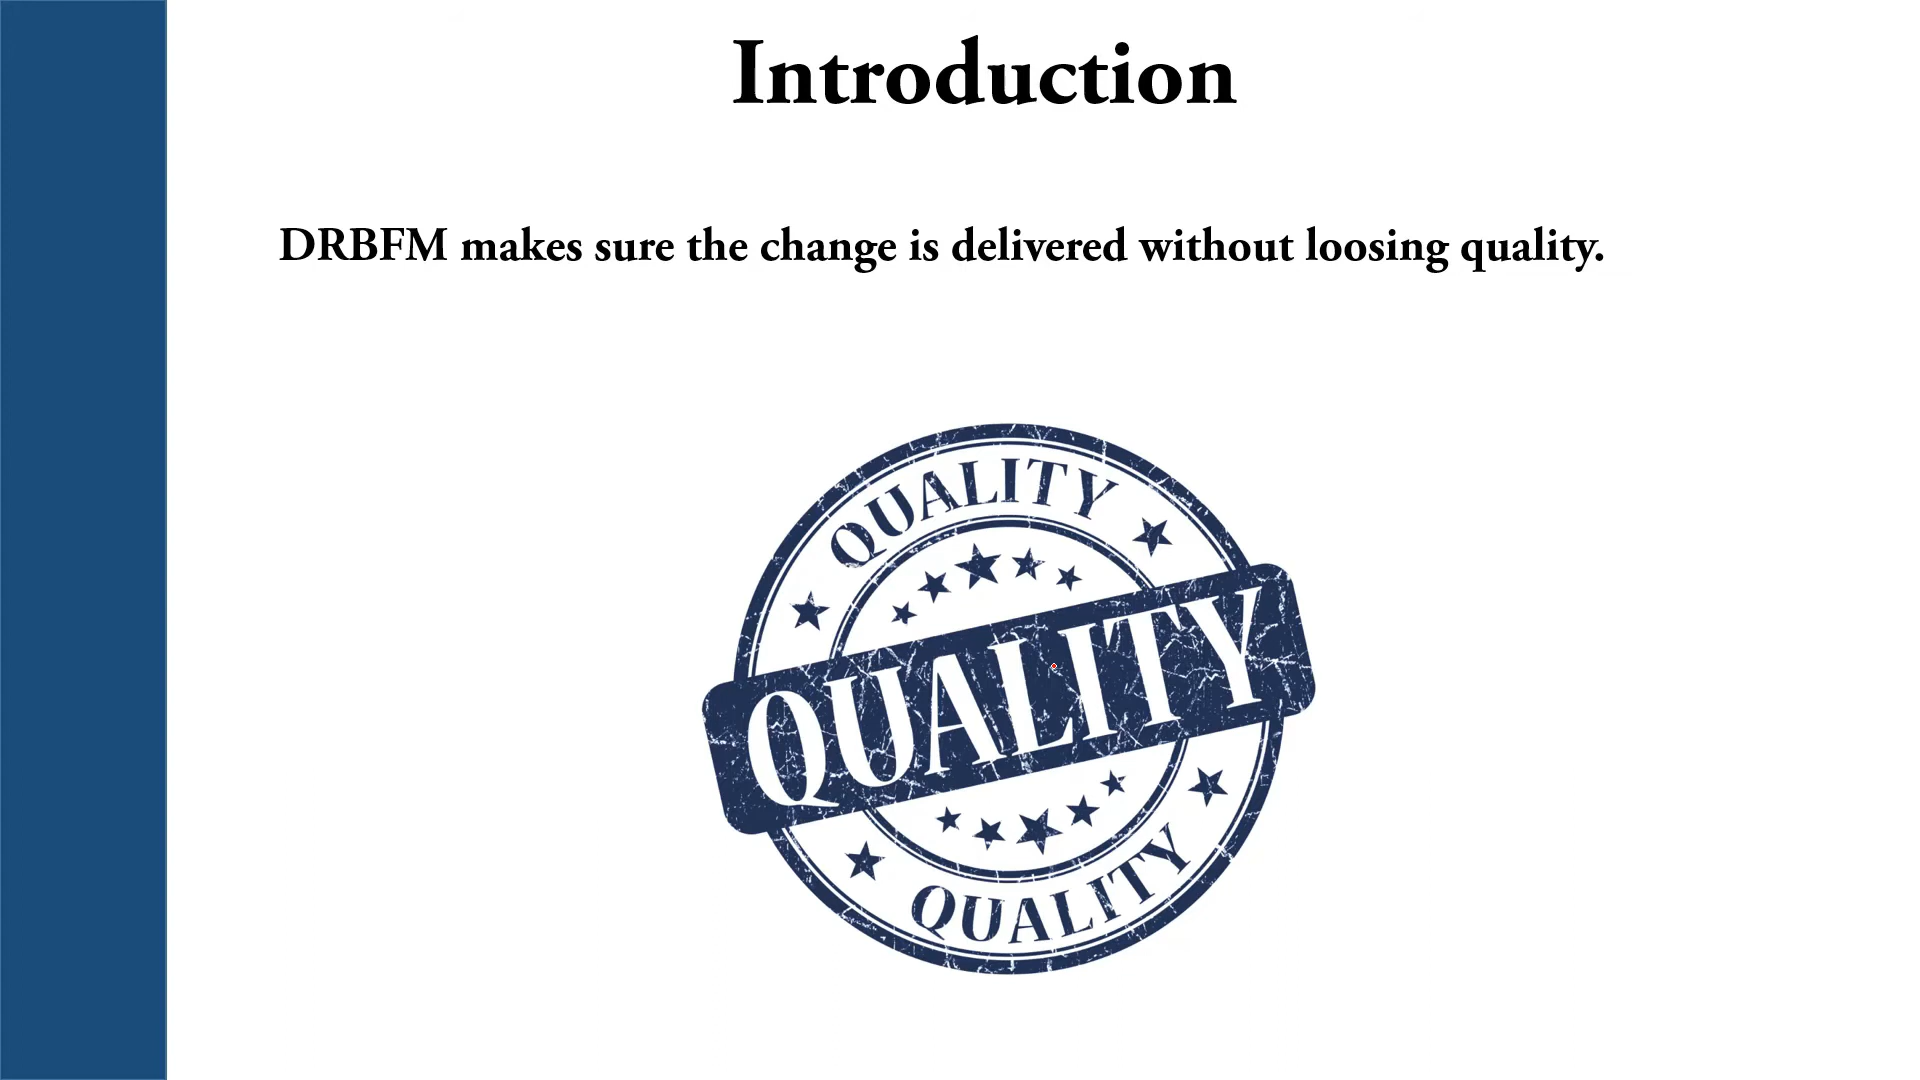 Introduction
DRBFM makes sure the change is delivered without loosing quality.
QUALITY
QUALITY
QUALITY